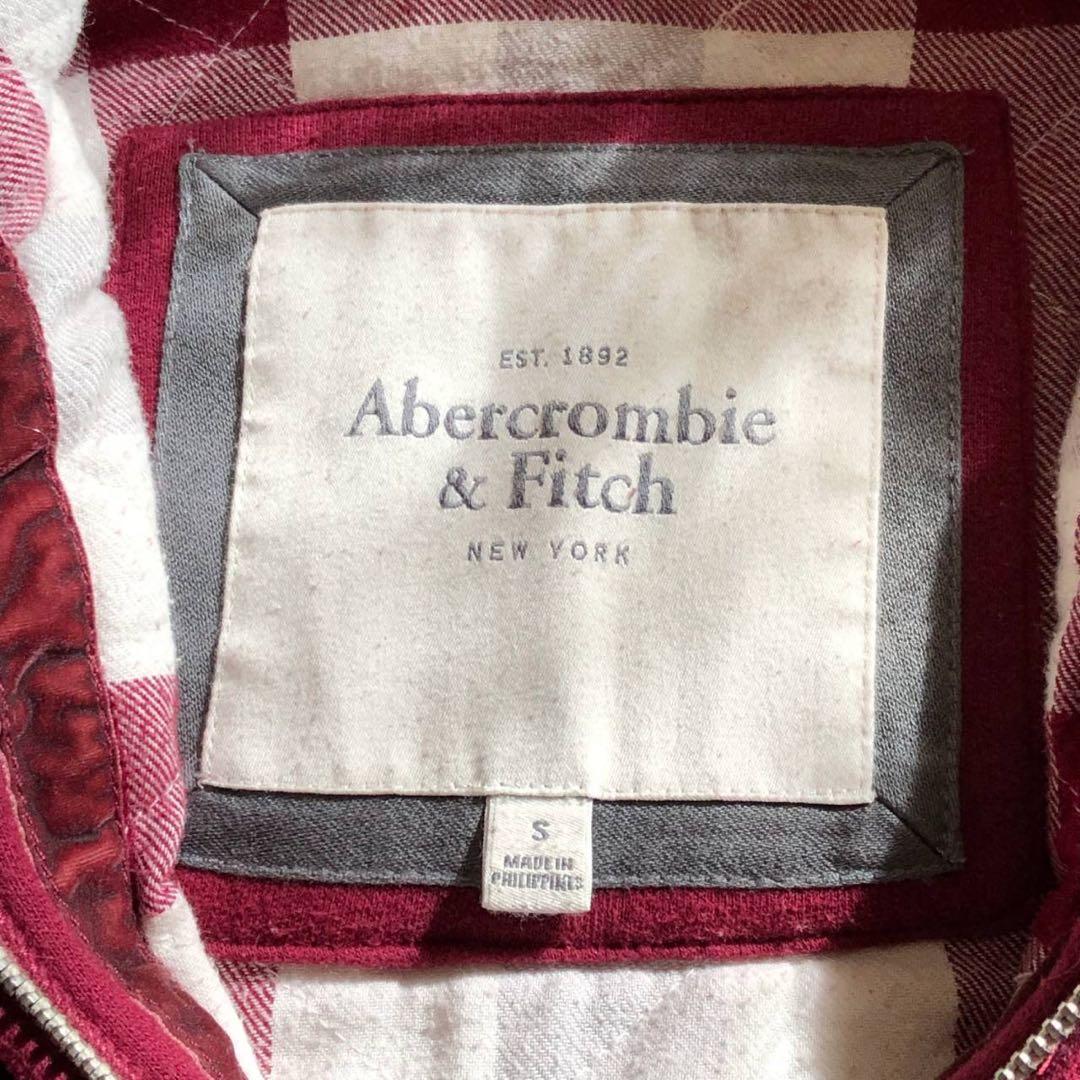 EST. 1892
Abercrombie
& Fitch
NEW YORK
S
MADE IN
PHILIPPINES